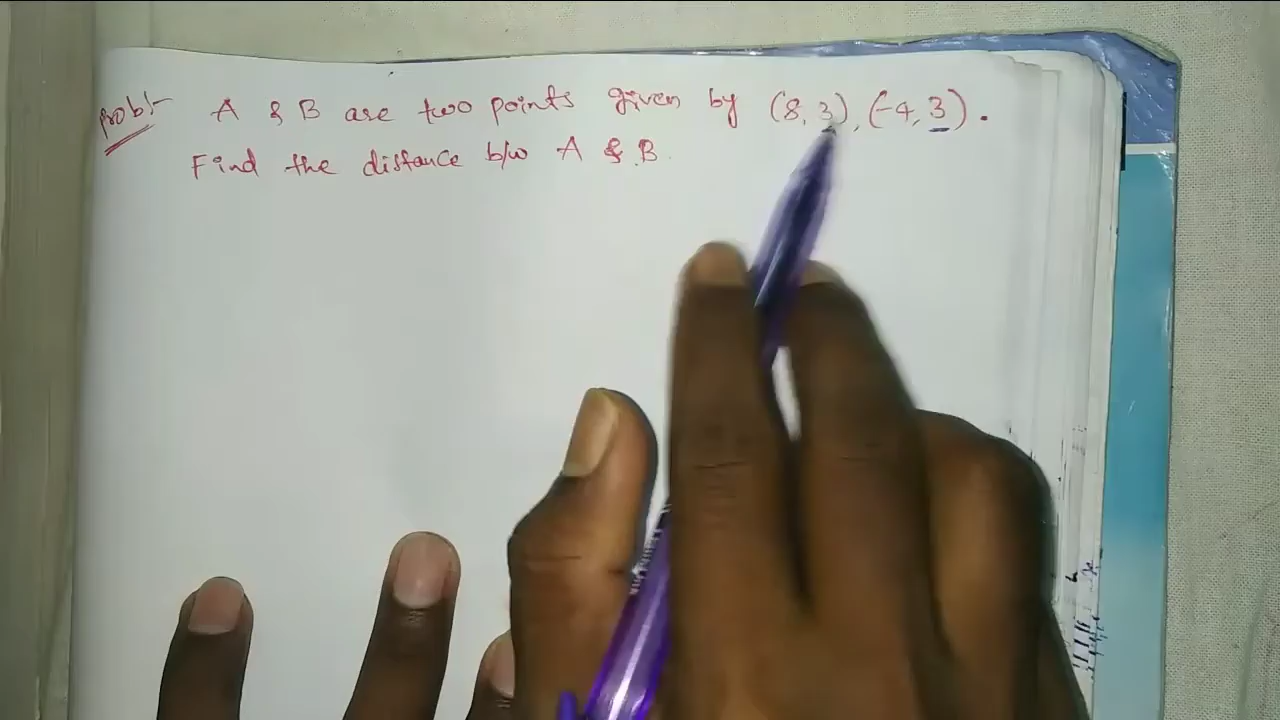 Prob:- A & B are two points given by (8, 3), (-4, 3).
Find the distance b/w A & B.